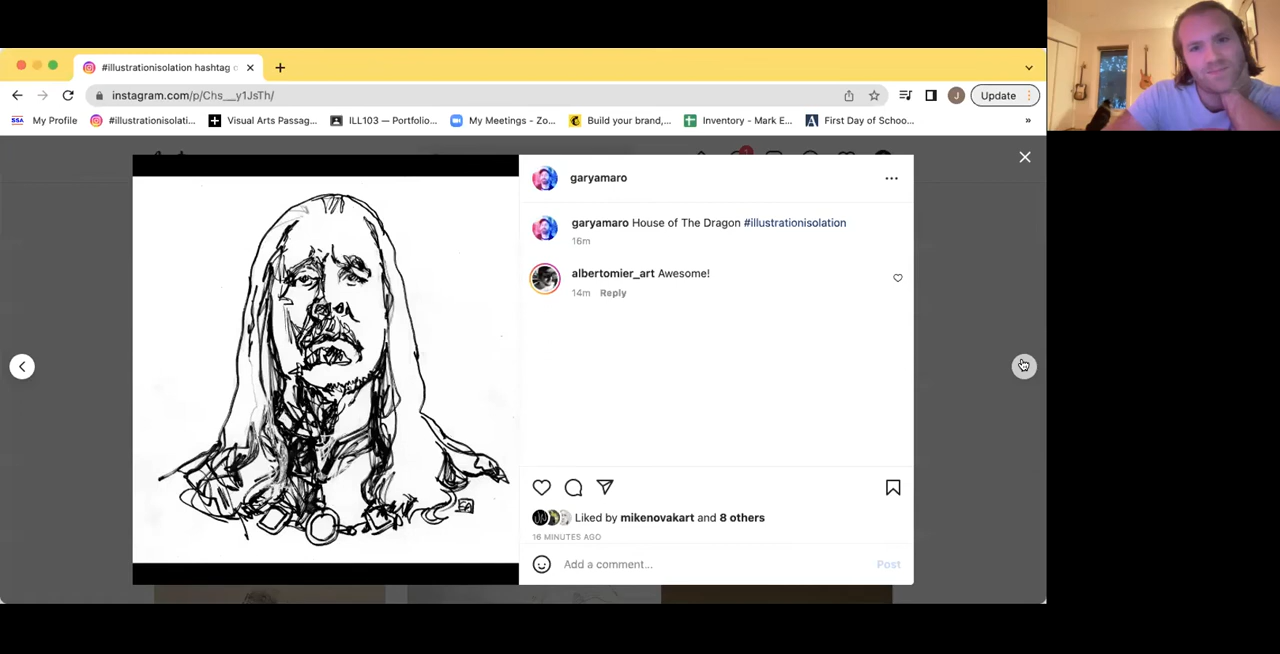 #illustrationisolation hashtag
instagram.com/p/Chs__y1JsTh/
J
Update
SSA My Profile #illustrationisolati... Visual Arts Passag... ILL103 — Portfolio... My Meetings - Zo... Build your brand,... Inventory - Mark E... First Day of Schoo... »
garyamaro
garyamaro House of The Dragon #illustrationisolation
16m
albertomier_art Awesome!
14m Reply
Liked by mikenovakart and 8 others
16 MINUTES AGO
Add a comment... Post